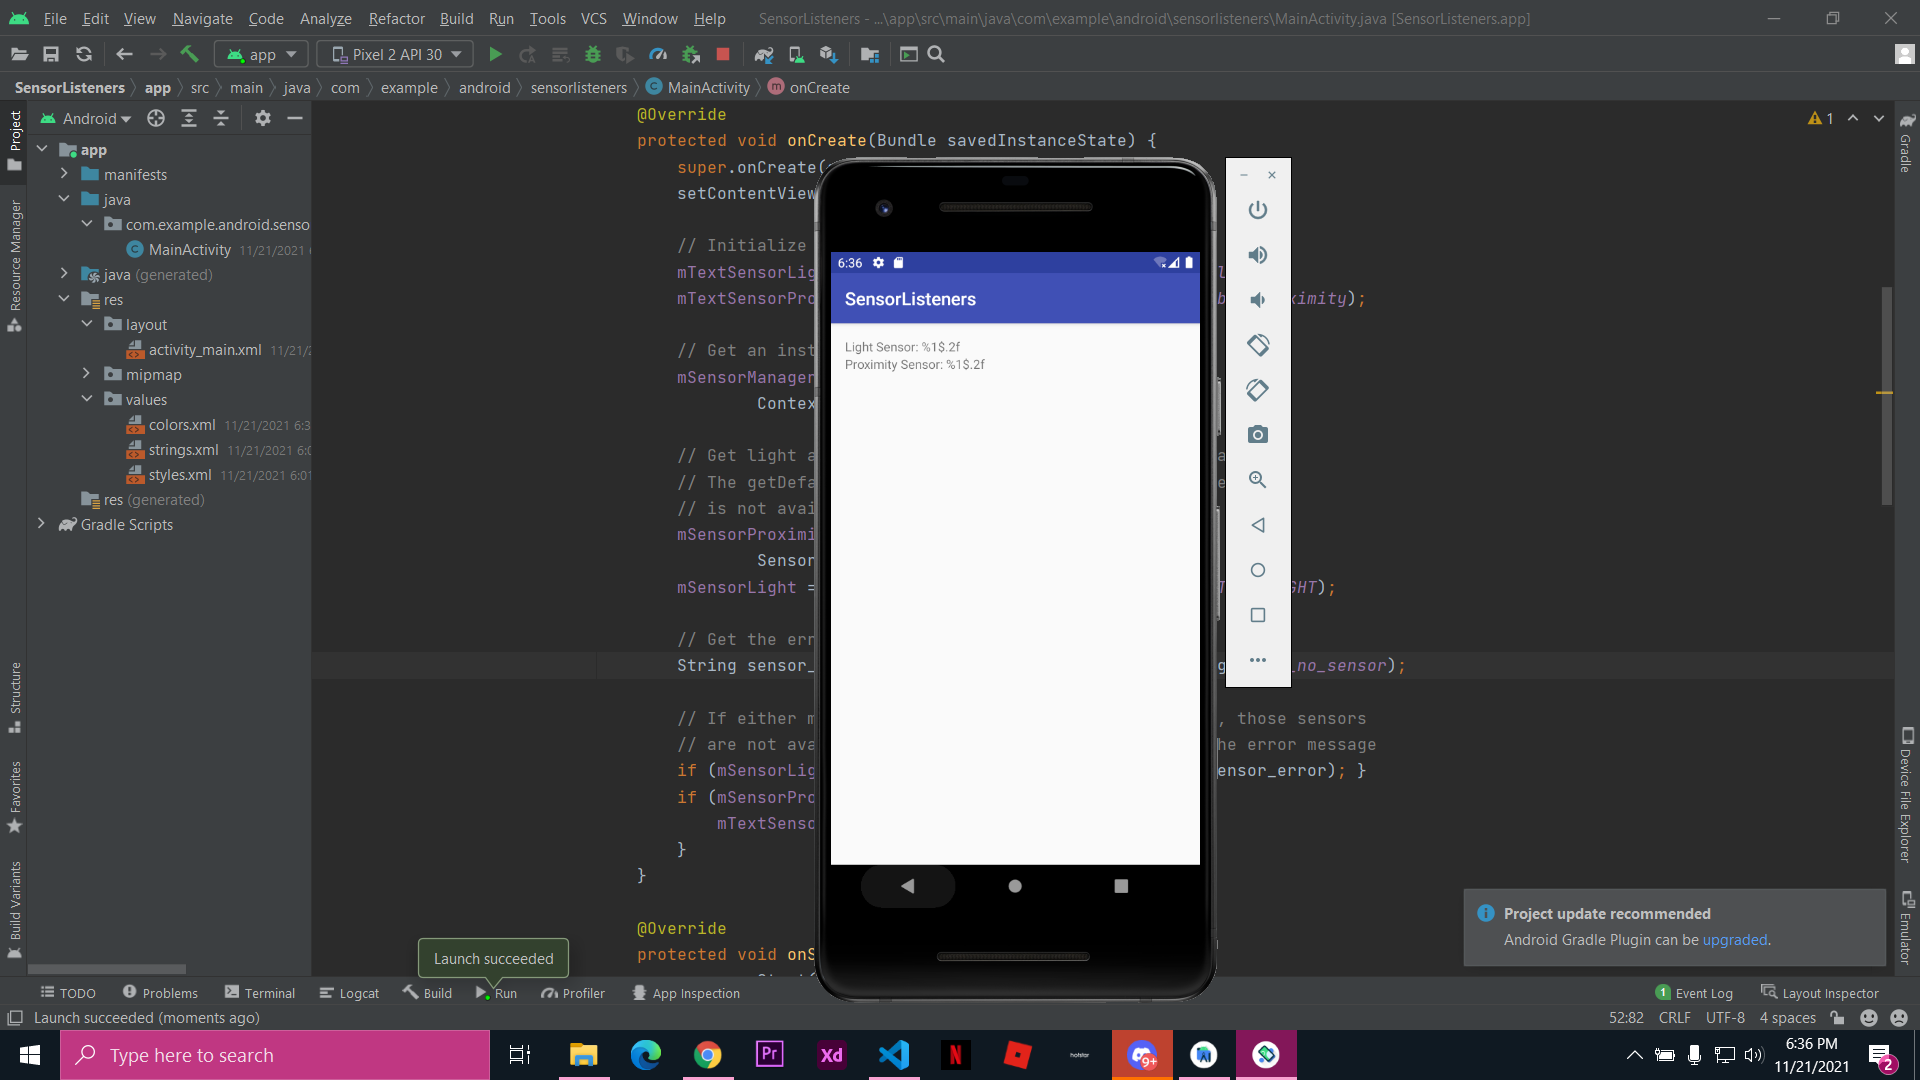 File Edit View Navigate Code Analyze Refactor Build Run Tools VCS Window Help SensorListeners - ...\app\src\main\java\com\example\android\sensorlisteners\MainActivity.java [SensorListeners.app]
app Pixel 2 API 30
SensorListeners app src main java com example android sensorlisteners MainActivity onCreate
Project
Resource Manager
Structure
Favorites
Build Variants
Android
app
manifests
java
com.example.android.senso
MainActivity 11/21/2021
java (generated)
res
layout
activity_main.xml 11/21/
mipmap
values
colors.xml 11/21/2021 6:3
strings.xml 11/21/2021 6:0
styles.xml 11/21/2021 6:01
res (generated)
Gradle Scripts
@Override
protected void onCreate(Bundle savedInstanceState) {
super.onCreate(
setContentView
// Initialize
mTextSensorLig
mTextSensorPro ximity);
// Get an inst
mSensorManager
Contex
// Get light a
// The getDefa
// is not avai
mSensorProximi
Sensor
mSensorLight = GHT);
// Get the err
String sensor_ _no_sensor);
// If either m , those sensors
// are not ava he error message
if (mSensorLig ensor_error); }
if (mSensorPro
mTextSenso
}
}
@Override
protected void onS
1
6:36
SensorListeners
Light Sensor: %1$.2f
Proximity Sensor: %1$.2f
Gradle
Device File Explorer
Emulator
Project update recommended
Android Gradle Plugin can be upgraded.
Launch succeeded
TODO Problems Terminal Logcat Build Run Profiler App Inspection 1 Event Log Layout Inspector
Launch succeeded (moments ago) 52:82 CRLF UTF-8 4 spaces
Type here to search
Pr
Xd
N
hotstar
9+
6:36 PM
11/21/2021
2